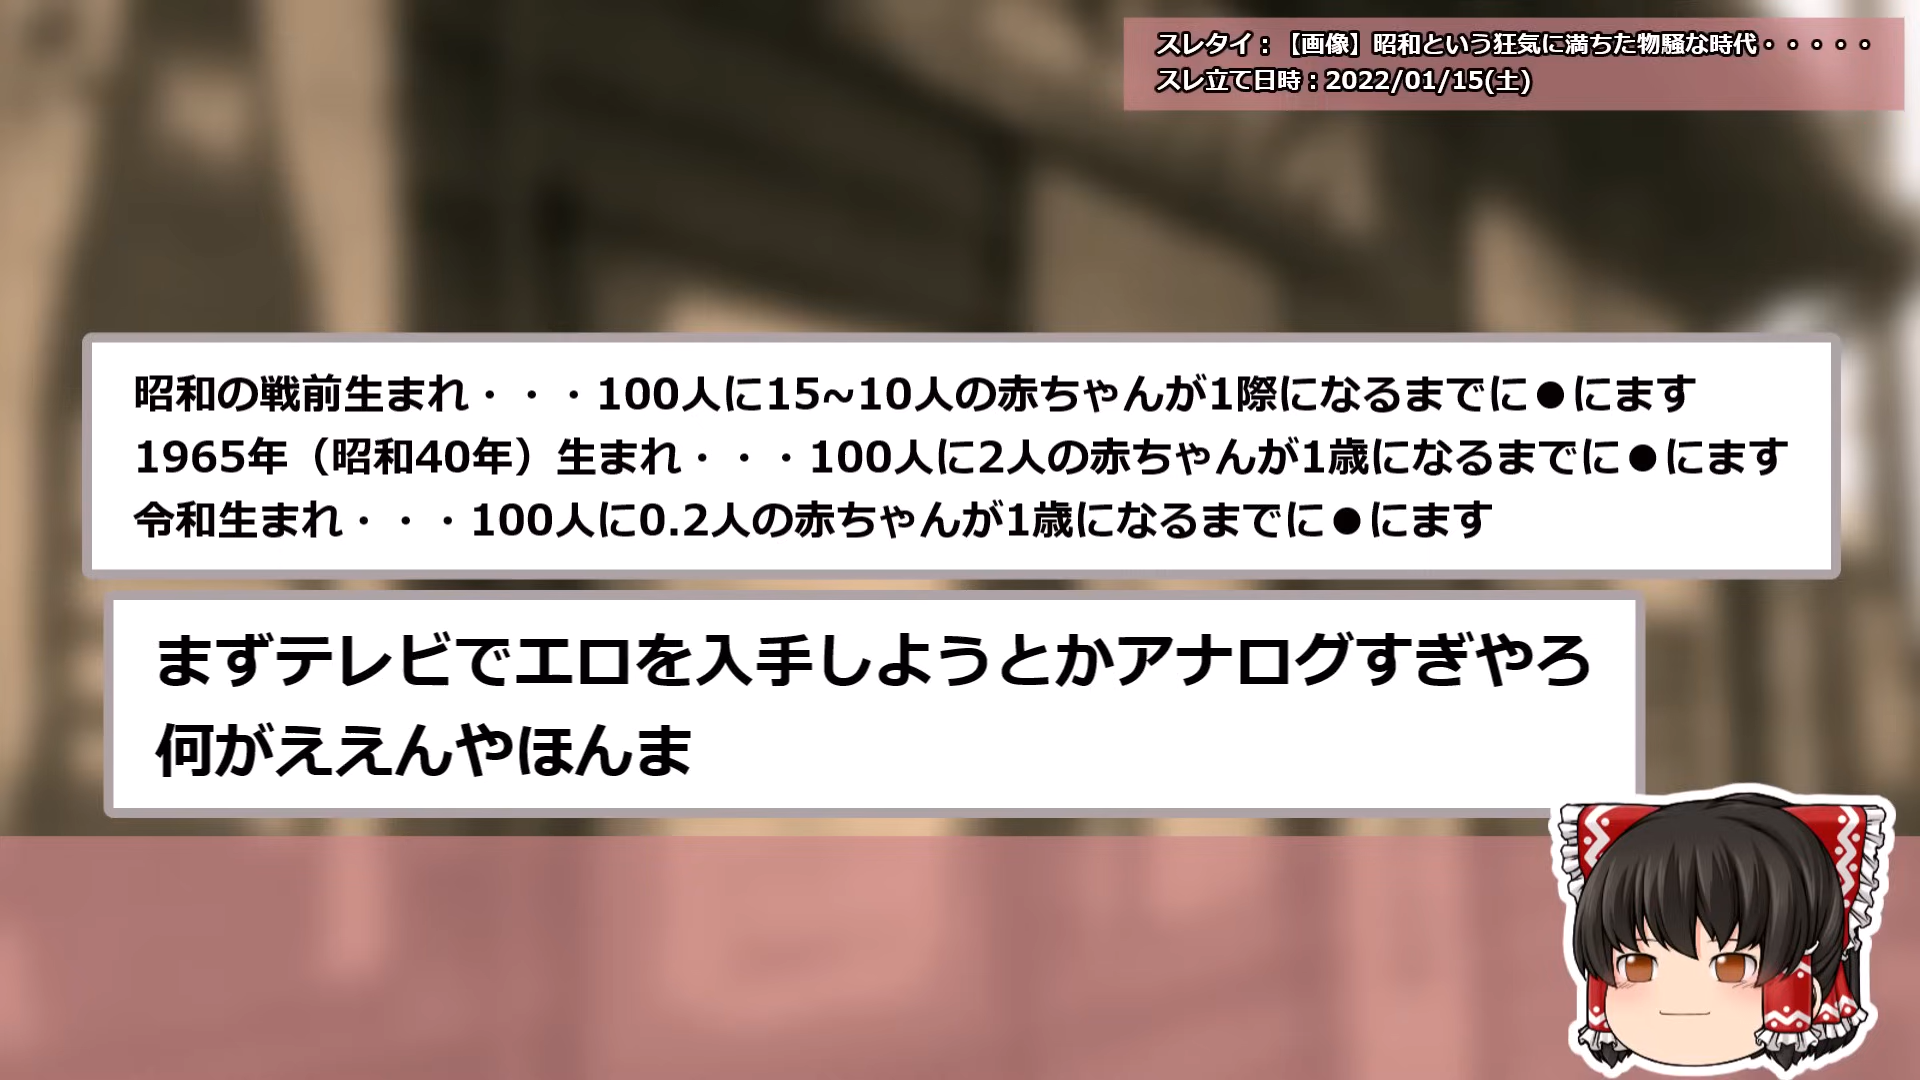 スレタイ：【画像】昭和という狂気に満ちた物騒な時代・・・・・
スレ立て日時：2022/01/15(土)
昭和の戦前生まれ・・・100人に15~10人の赤ちゃんが1際になるまでに●にます
1965年（昭和40年）生まれ・・・100人に2人の赤ちゃんが1歳になるまでに●にます
令和生まれ・・・100人に0.2人の赤ちゃんが1歳になるまでに●にます
まずテレビでエロを入手しようとかアナログすぎやろ
何がええんやほんま